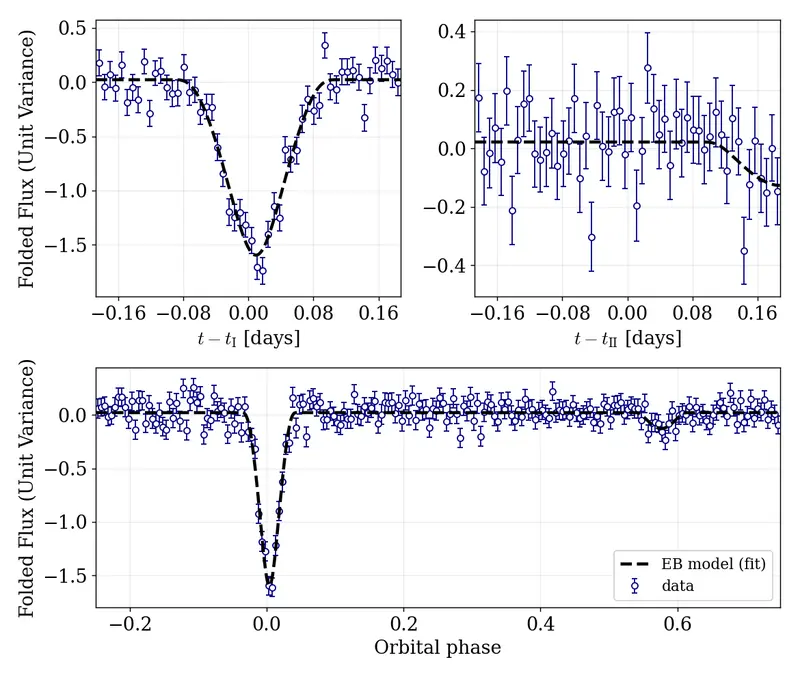 Folded Flux (Unit Variance)
0.5
0.0
−0.5
−1.0
−1.5
−0.16 −0.08 0.00 0.08 0.16
t − tI [days]
0.4
0.2
0.0
−0.2
−0.4
−0.16 −0.08 0.00 0.08 0.16
t − tII [days]
Folded Flux (Unit Variance)
0.0
−0.5
−1.0
−1.5
−0.2 0.0 0.2 0.4 0.6
Orbital phase
EB model (fit)
data